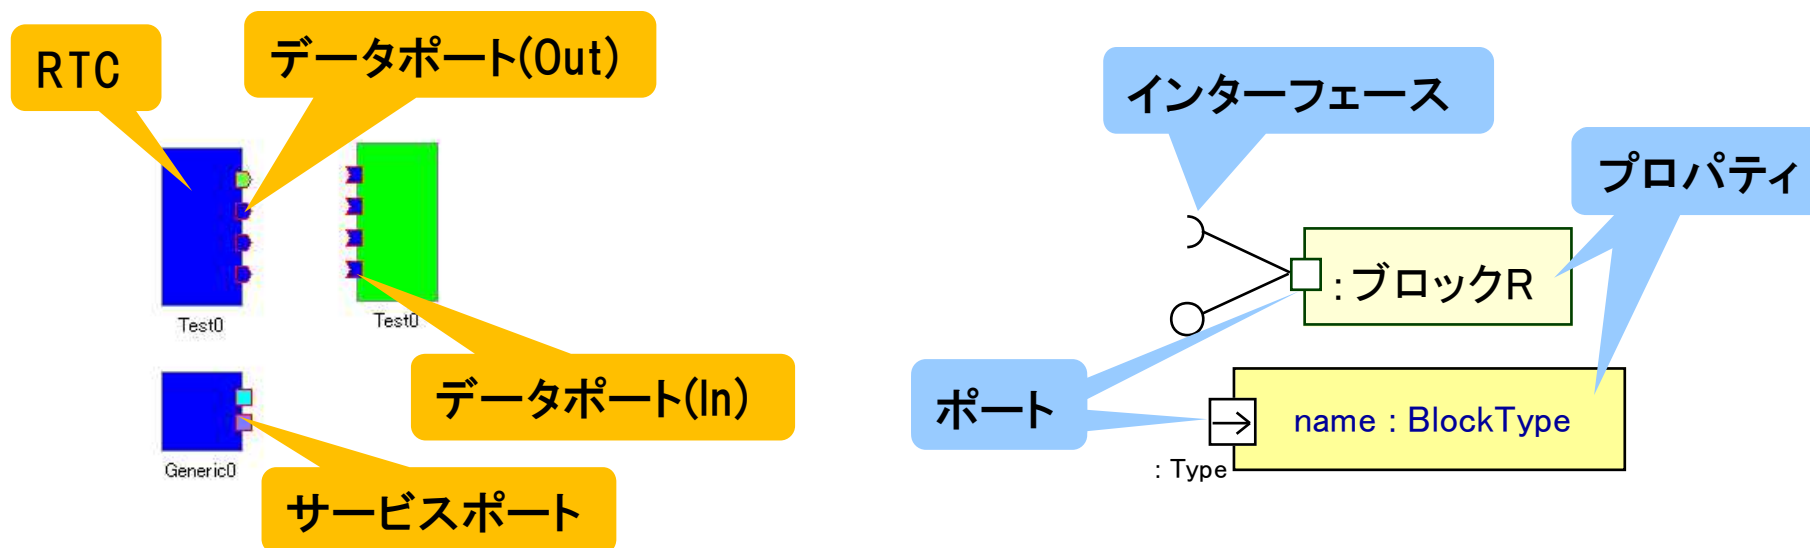 RTC
データポート(Out)
Test0
Test0
データポート(In)
Generic0
サービスポート
インターフェース
プロパティ
:ブロックR
ポート
name : BlockType
: Type